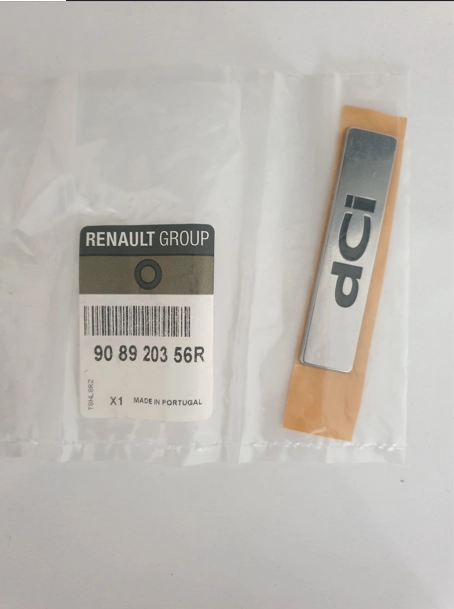 RENAULT GROUP
90 89 203 56R
X1 MADE IN PORTUGAL
dci